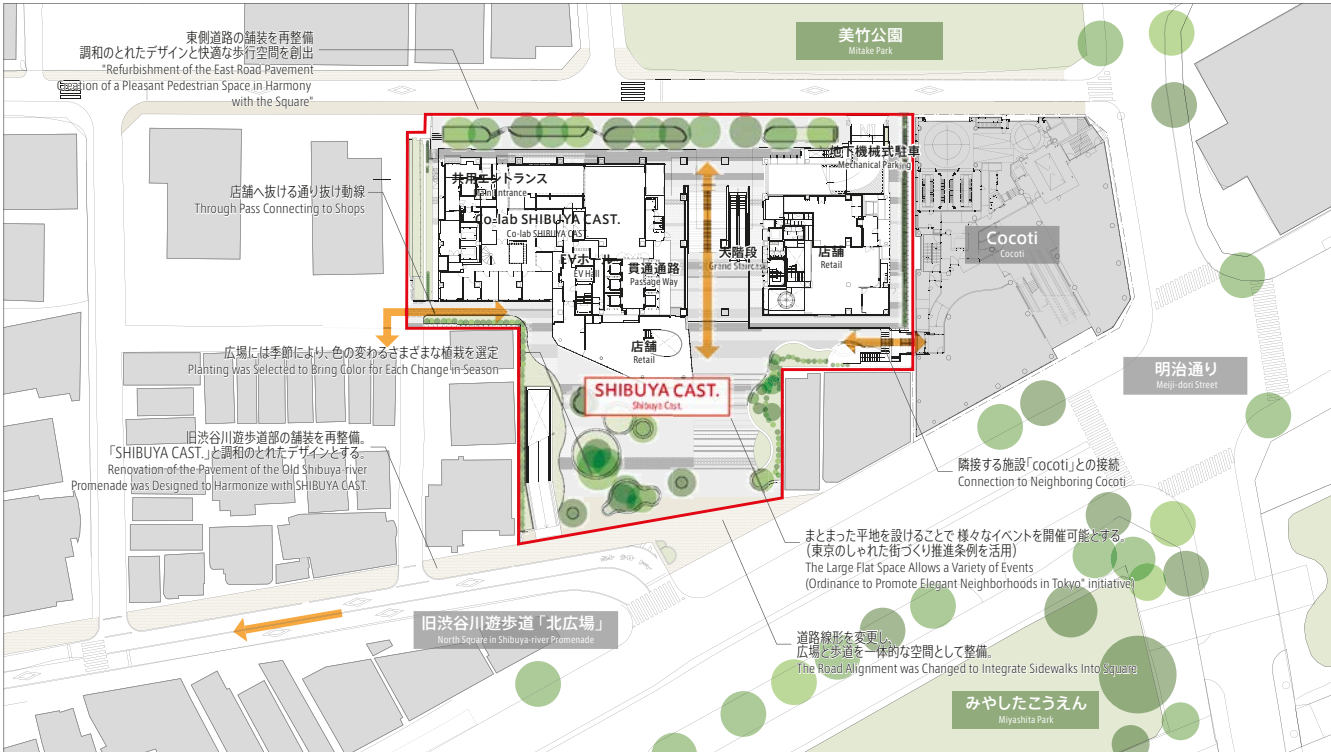 東側道路の舗装を再整備
調和のとれたデザインと快適な歩行空間を創出
"Refurbishment of the East Road Pavement
Creation of a Pleasant Pedestrian Space in Harmony
with the Square"
美竹公園
Mitake Park
地下機械式駐車
Mechanical Parking
共用エントランス
Main Entrance
店舗へ抜ける通り抜け動線
Through Pass Connecting to Shops
Co-lab SHIBUYA CAST.
Co-lab SHIBUYA CAST.
EVホール
EV Hall
貫通通路
Passage Way
大階段
Grand Staircase
店舗
Retail
Cocoti
Cocoti
店舗
Retail
広場には季節により、色の変わるさまざまな植栽を選定
Planting was Selected to Bring Color for Each Change in Season
明治通り
Meiji-dori Street
SHIBUYA CAST.
Shibuya Cast.
旧渋谷川遊歩道部の舗装を再整備。
「SHIBUYA CAST.」と調和のとれたデザインとする。
Renovation of the Pavement of the Old Shibuya-river
Promenade was Designed to Harmonize with SHIBUYA CAST.
隣接する施設「cocoti」との接続
Connection to Neighboring Cocoti
まとまった平地を設けることで 様々なイベントを開催可能とする。
（東京のしゃれた街づくり推進条例を活用）
The Large Flat Space Allows a Variety of Events
(Ordinance to Promote Elegant Neighborhoods in Tokyo" initiative)
旧渋谷川遊歩道「北広場」
North Square in Shibuya-river Promenade
道路線形を変更し、
広場と歩道を一体的な空間として整備。
The Road Alignment was Changed to Integrate Sidewalks Into Square
みやしたこうえん
Miyashita Park